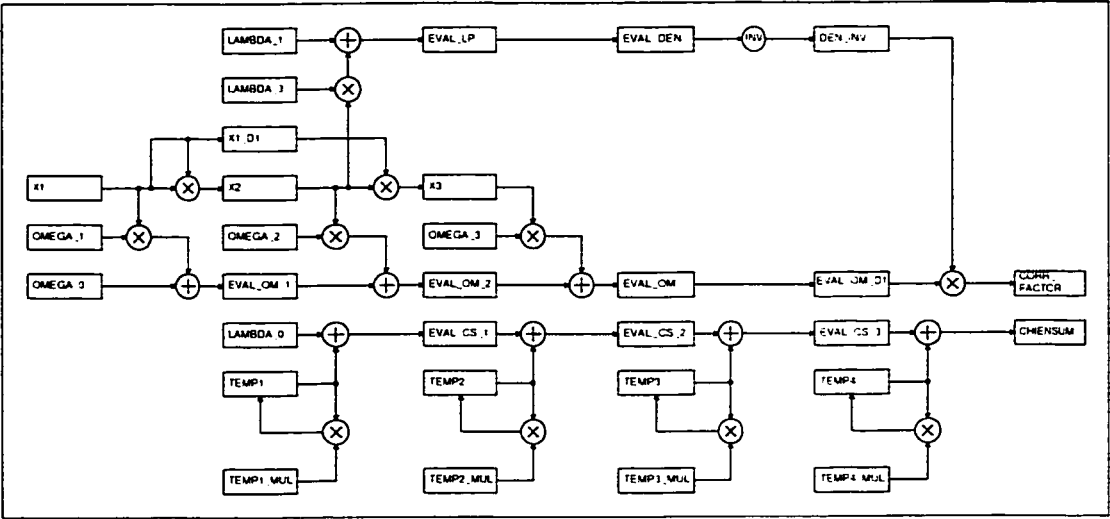 LAMBDA_1
EVAL_LP
EVAL_DEN
INV
DEN_INV
LAMBDA_3
X1_D1
X1
X2
X3
OMEGA_1
OMEGA_2
OMEGA_3
OMEGA_0
EVAL_OM_1
EVAL_OM_2
EVAL_OM
EVAL_OM_D1
CORR_
FACTOR
LAMBDA_0
EVAL_CS_1
EVAL_CS_2
EVAL_CS_3
CHIENSUM
TEMP1
TEMP2
TEMP3
TEMP4
TEMP1_MUL
TEMP2_MUL
TEMP3_MUL
TEMP4_MUL